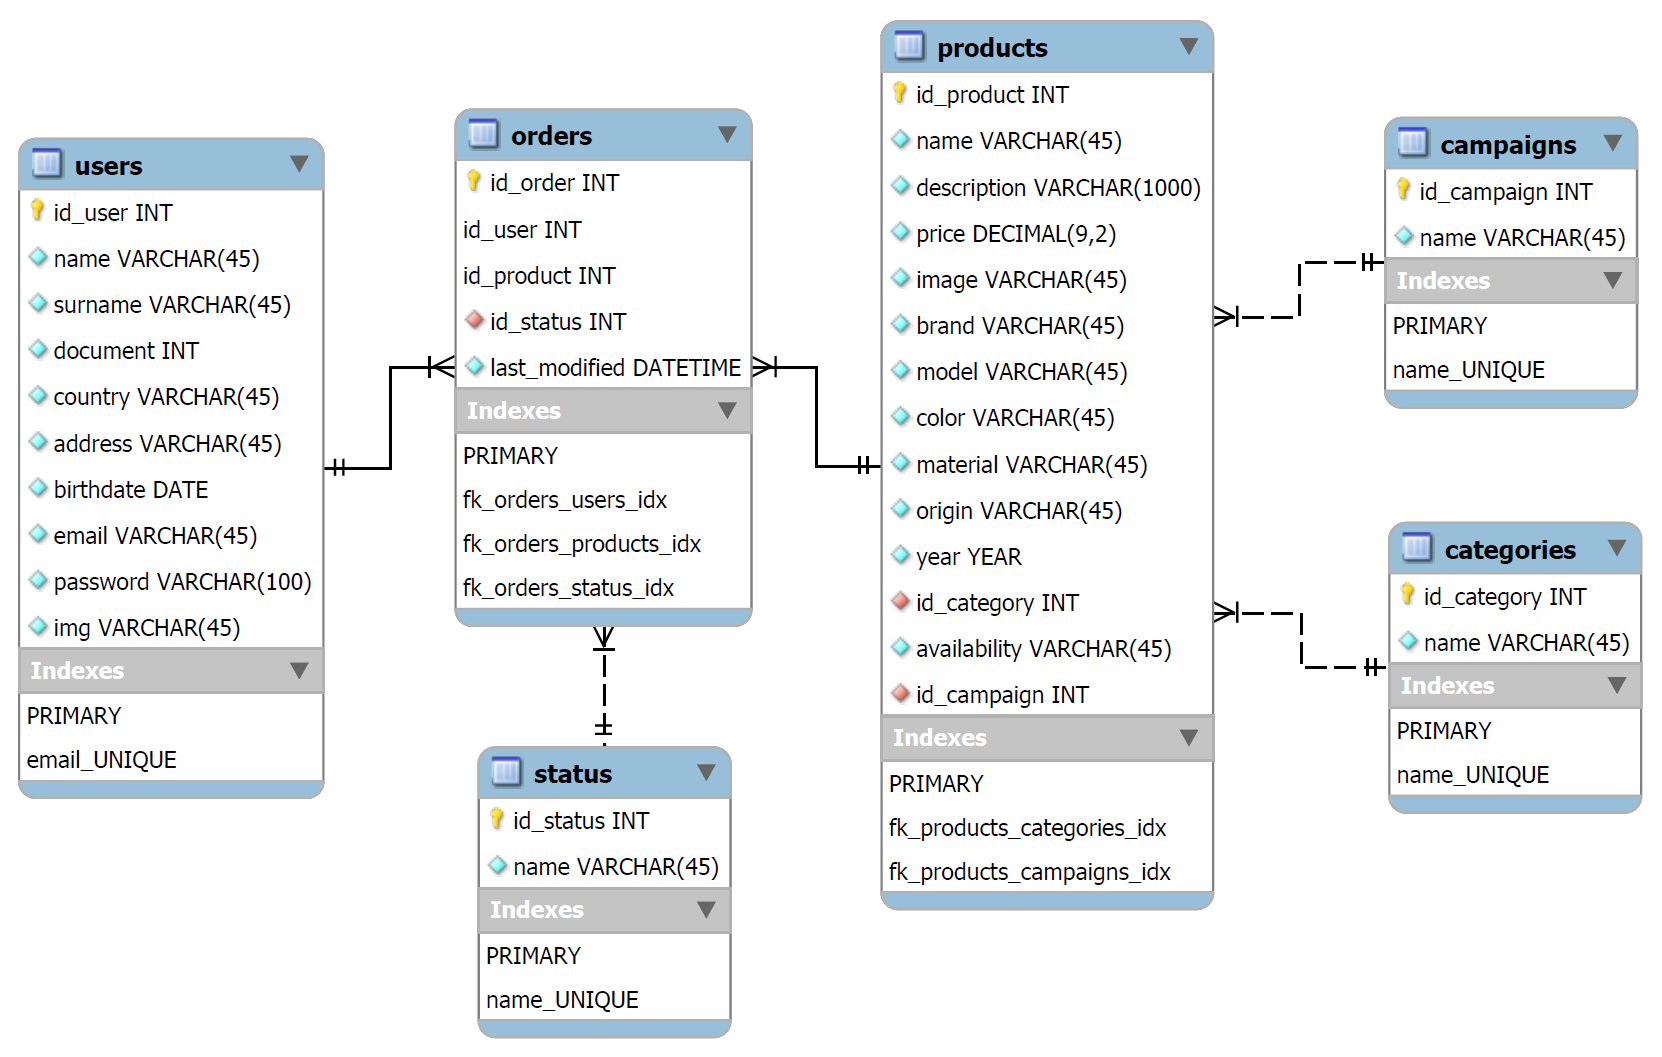 users
id_user INT
name VARCHAR(45)
surname VARCHAR(45)
document INT
country VARCHAR(45)
address VARCHAR(45)
birthdate DATE
email VARCHAR(45)
password VARCHAR(100)
img VARCHAR(45)
Indexes
PRIMARY
email_UNIQUE
orders
id_order INT
id_user INT
id_product INT
id_status INT
last_modified DATETIME
Indexes
PRIMARY
fk_orders_users_idx
fk_orders_products_idx
fk_orders_status_idx
status
id_status INT
name VARCHAR(45)
Indexes
PRIMARY
name_UNIQUE
products
id_product INT
name VARCHAR(45)
description VARCHAR(1000)
price DECIMAL(9,2)
image VARCHAR(45)
brand VARCHAR(45)
model VARCHAR(45)
color VARCHAR(45)
material VARCHAR(45)
origin VARCHAR(45)
year YEAR
id_category INT
availability VARCHAR(45)
id_campaign INT
Indexes
PRIMARY
fk_products_categories_idx
fk_products_campaigns_idx
campaigns
id_campaign INT
name VARCHAR(45)
Indexes
PRIMARY
name_UNIQUE
categories
id_category INT
name VARCHAR(45)
Indexes
PRIMARY
name_UNIQUE